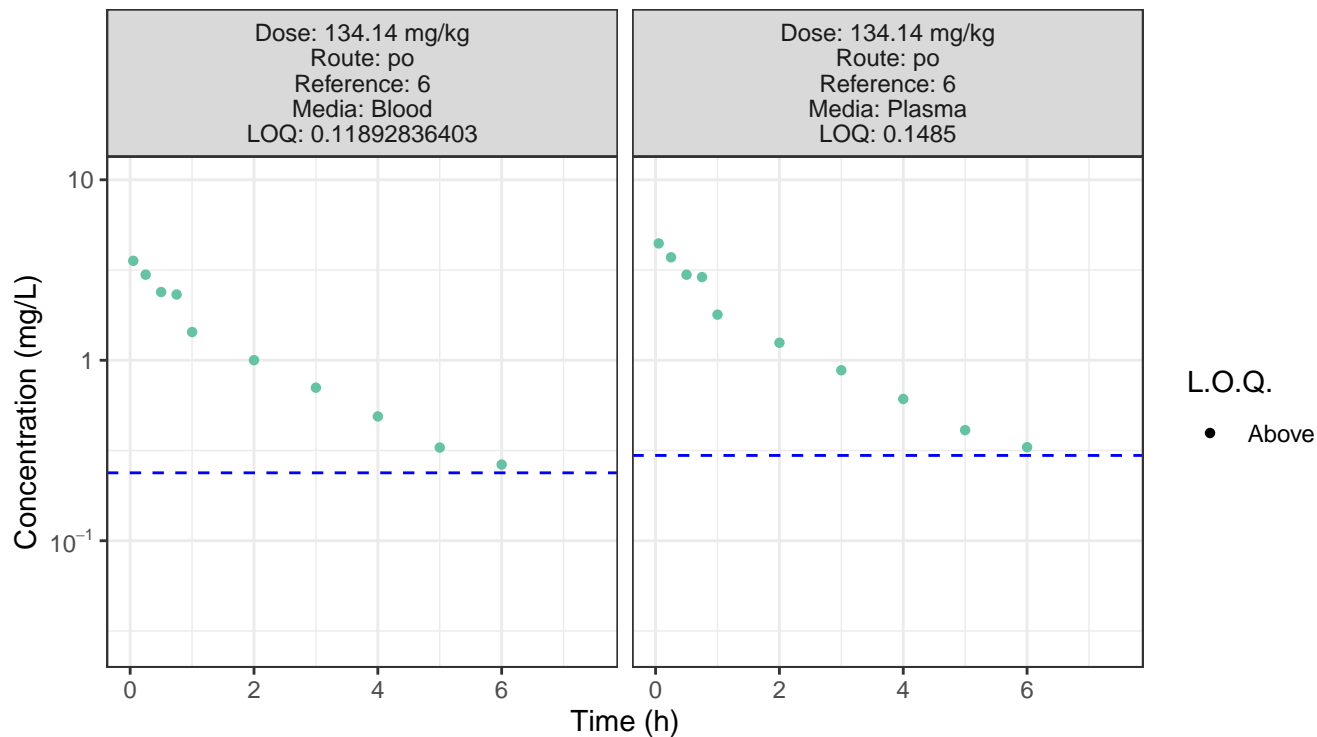 Dose: 134.14 mg/kg
Route: po
Reference: 6
Media: Blood
LOQ: 0.11892836403
Dose: 134.14 mg/kg
Route: po
Reference: 6
Media: Plasma
LOQ: 0.1485
10
1
10⁻¹
Concentration (mg/L)
0 2 4 6
0 2 4 6
Time (h)
L.O.Q.
Above